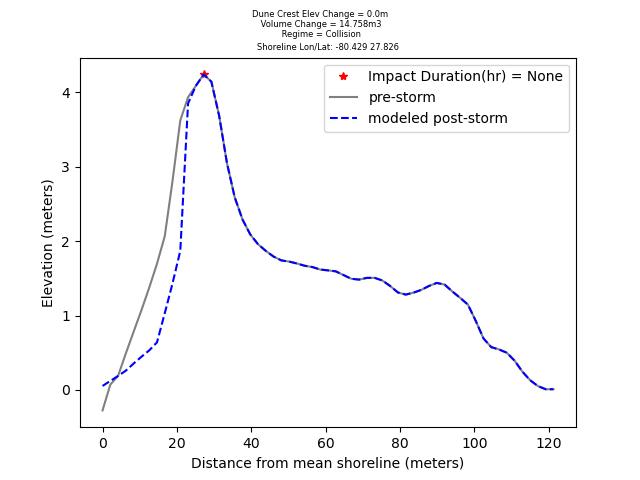 Dune Crest Elev Change = 0.0m
Volume Change = 14.758m3
Regime = Collision
Shoreline Lon/Lat: -80.429 27.826
Impact Duration(hr) = None
pre-storm
modeled post-storm
Elevation (meters)
4
3
2
1
0
0 20 40 60 80 100 120
Distance from mean shoreline (meters)